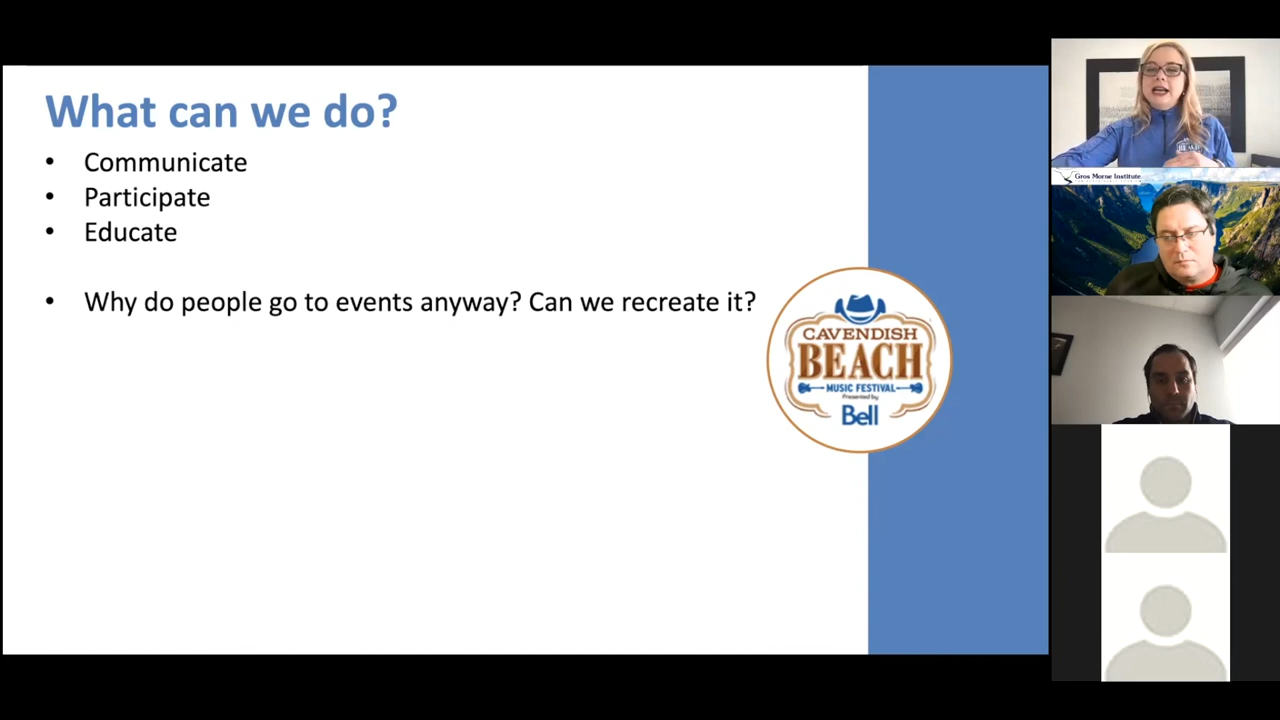 What can we do?
• Communicate
• Participate
• Educate
• Why do people go to events anyway? Can we recreate it?
CAVENDISH
BEACH
MUSIC FESTIVAL
Presented by
Bell
BEACH
Gros Morne Institute